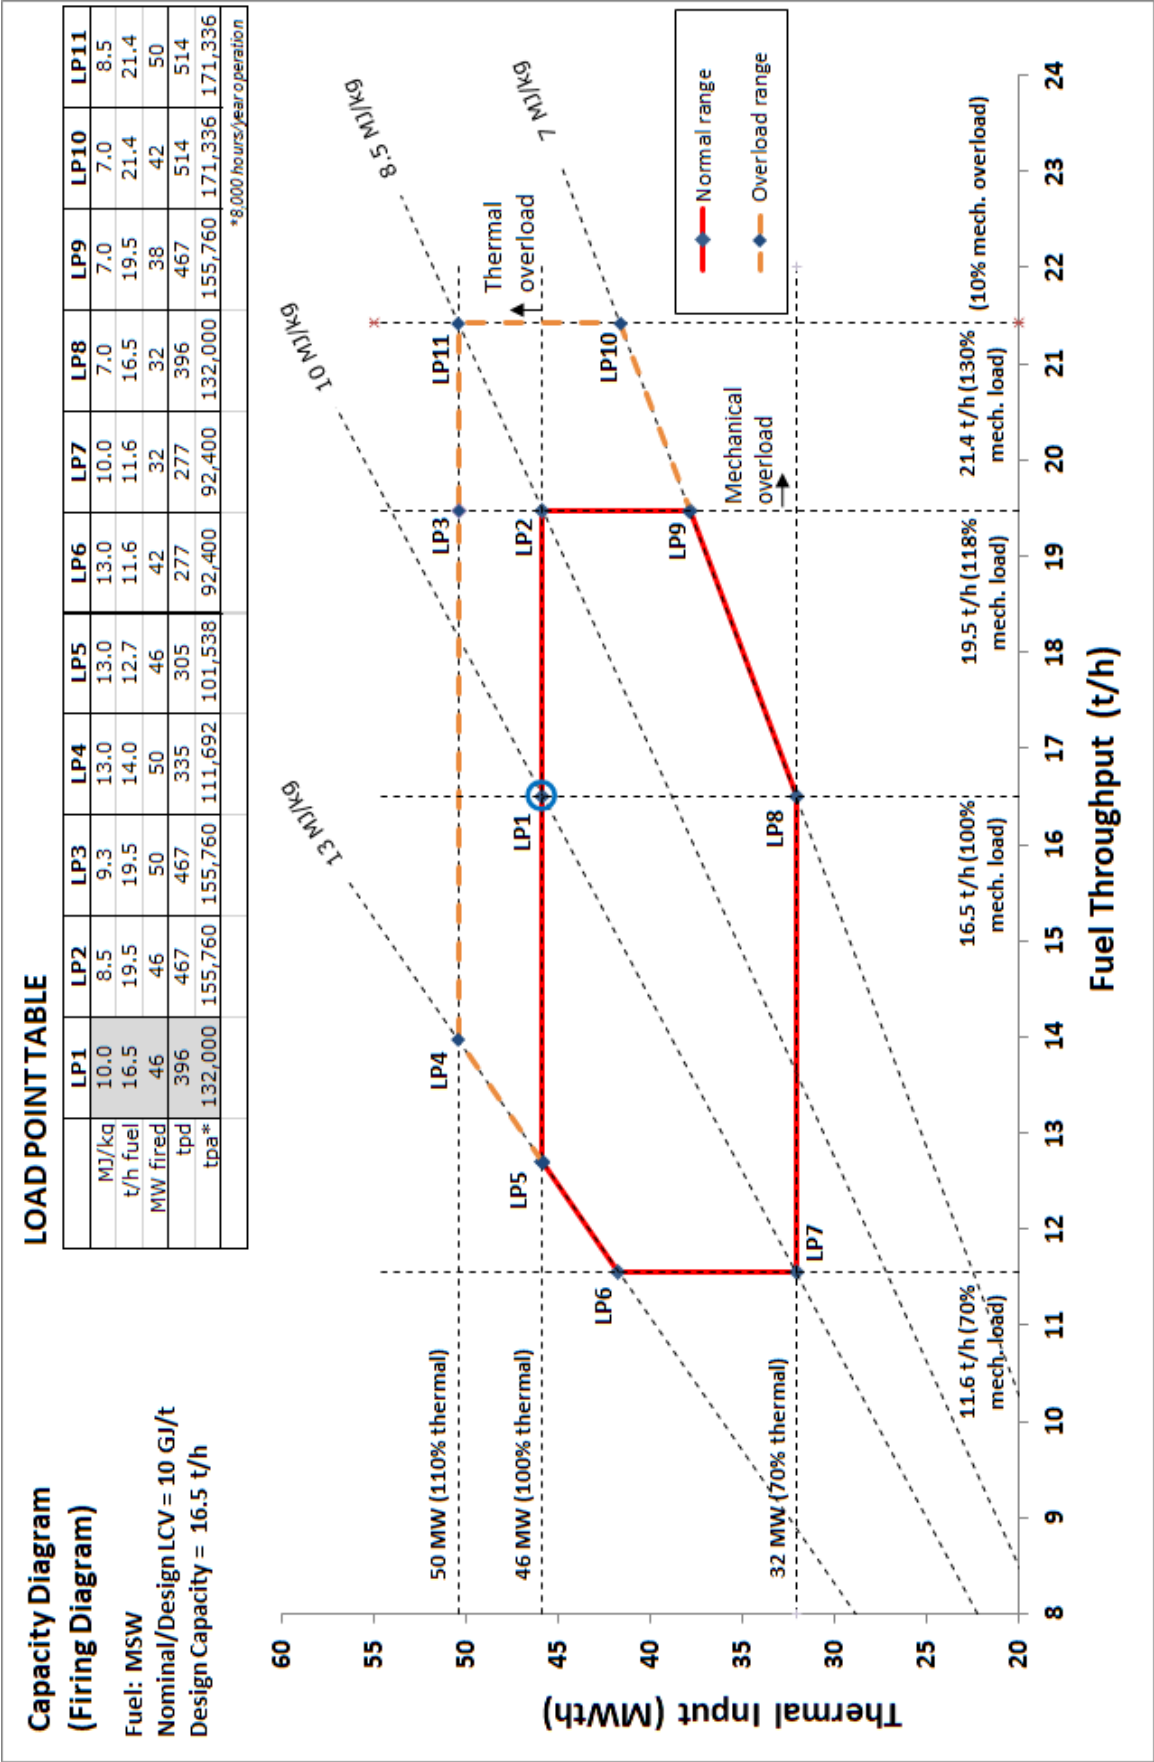 Capacity Diagram
(Firing Diagram)
Fuel: MSW
Nominal/Design LCV = 10 GJ/t
Design Capacity = 16.5 t/h
LOAD POINT TABLE
LP1 LP2 LP3 LP4 LP5 LP6 LP7 LP8 LP9 LP10 LP11
MJ/kg 10.0 8.5 9.3 13.0 13.0 13.0 10.0 7.0 7.0 7.0 8.5
t/h fuel 16.5 19.5 19.5 14.0 12.7 11.6 11.6 16.5 19.5 21.4 21.4
MW fired 46 46 50 50 46 42 32 32 38 42 50
tpd 396 467 467 335 305 277 277 396 467 514 514
tpa* 132,000 155,760 155,760 111,692 101,538 92,400 92,400 132,000 155,760 171,336 171,336
*8,000 hours/year operation
13 MJ/kg
10 MJ/kg
8.5 MJ/kg
7 MJ/kg
50 MW (110% thermal)
46 MW (100% thermal)
32 MW (70% thermal)
LP4
LP3
LP11
LP5
LP1
LP2
LP6
LP10
LP9
LP7
LP8
Thermal
overload
Mechanical
overload
Normal range
Overload range
11.6 t/h (70%
mech. load)
16.5 t/h (100%
mech. load)
19.5 t/h (118%
mech. load)
21.4 t/h (130%
mech. load)
(10% mech. overload)
Thermal Input (MWth)
60
55
50
45
40
35
30
25
20
8 9 10 11 12 13 14 15 16 17 18 19 20 21 22 23 24
Fuel Throughput (t/h)